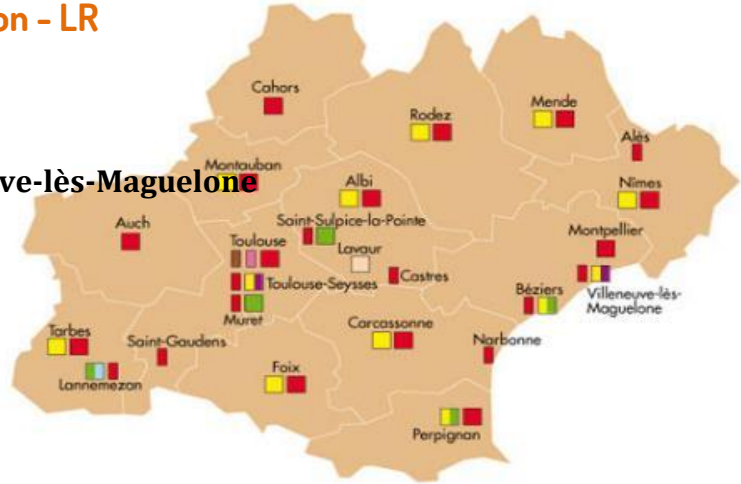 on - LR
Cahors
Rodez
Mende
Alès
Montauban
ve-lès-Maguelone
Albi
Nîmes
Auch
Saint-Sulpice-la-Pointe
Toulouse
Lavaur
Montpellier
Toulouse-Seysses
Castres
Béziers
Villeneuve-lès-
Maguelone
Muret
Tarbes
Saint-Gaudens
Carcassonne
Narbonne
Lannemezan
Foix
Perpignan